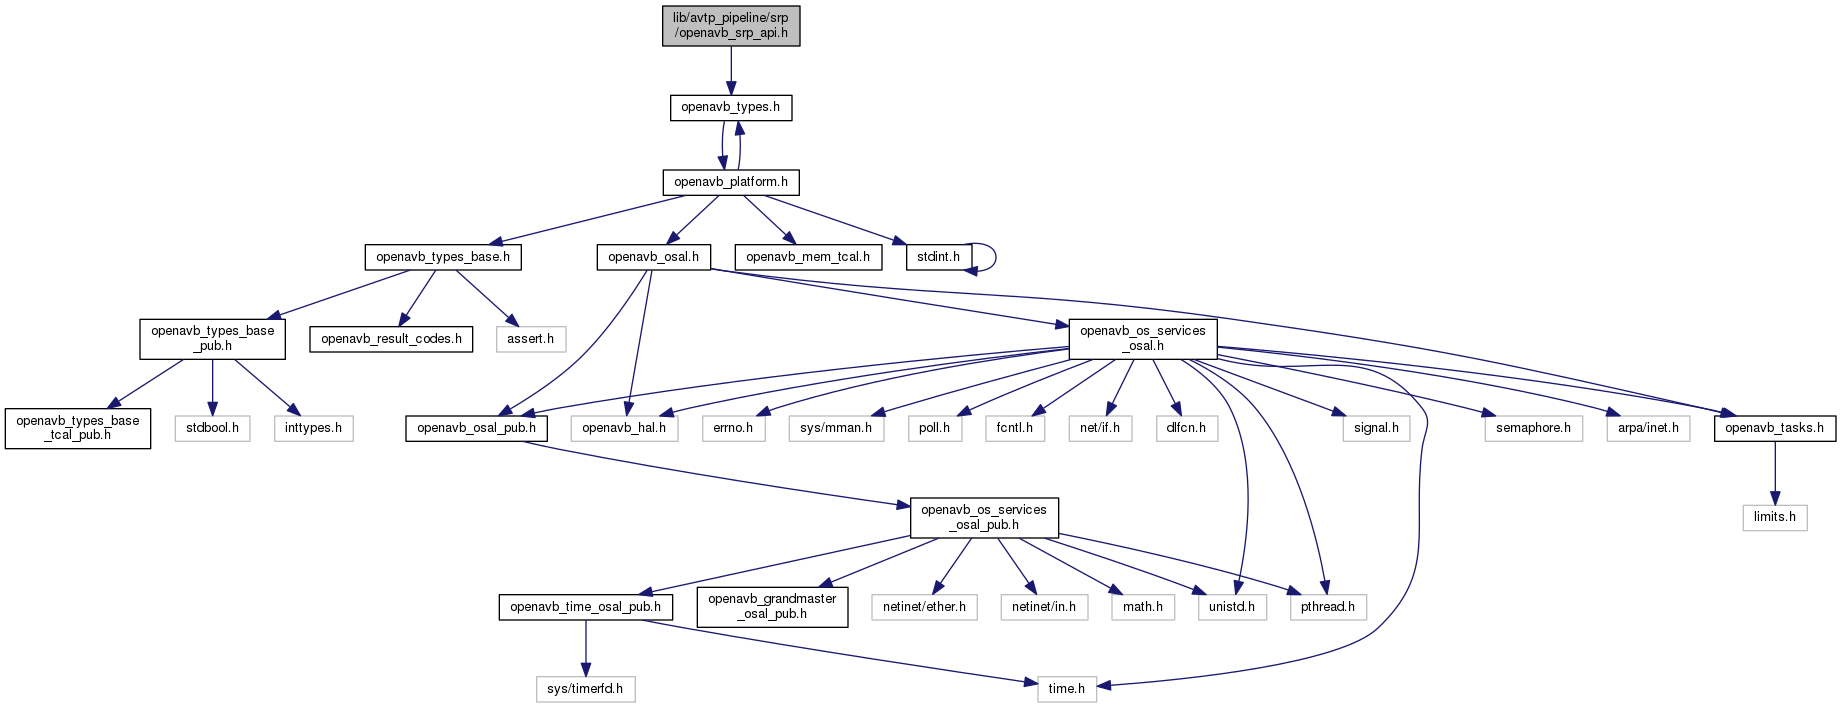 lib/avtp_pipeline/srp
/openavb_srp_api.h
openavb_types.h
openavb_platform.h
openavb_types_base.h
openavb_osal.h
openavb_mem_tcal.h
stdint.h
openavb_types_base
_pub.h
openavb_result_codes.h
assert.h
openavb_os_services
_osal.h
openavb_types_base
_tcal_pub.h
stdbool.h
inttypes.h
openavb_osal_pub.h
openavb_hal.h
errno.h
sys/mman.h
poll.h
fcntl.h
net/if.h
dlfcn.h
signal.h
semaphore.h
arpa/inet.h
openavb_tasks.h
openavb_os_services
_osal_pub.h
limits.h
openavb_time_osal_pub.h
openavb_grandmaster
_osal_pub.h
netinet/ether.h
netinet/in.h
math.h
unistd.h
pthread.h
sys/timerfd.h
time.h